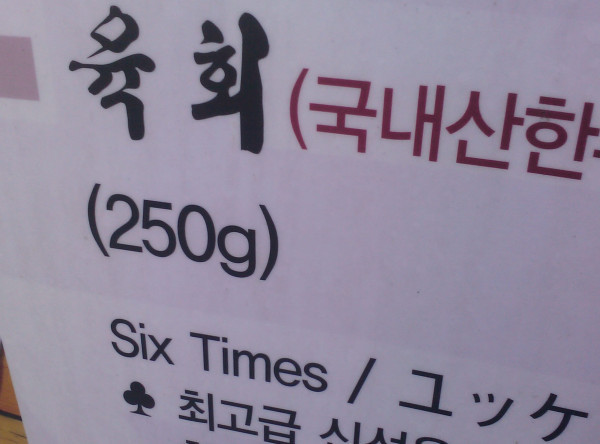 육회 (국내산한
(250g)
Six Times / ユッケ
♣ 최고급